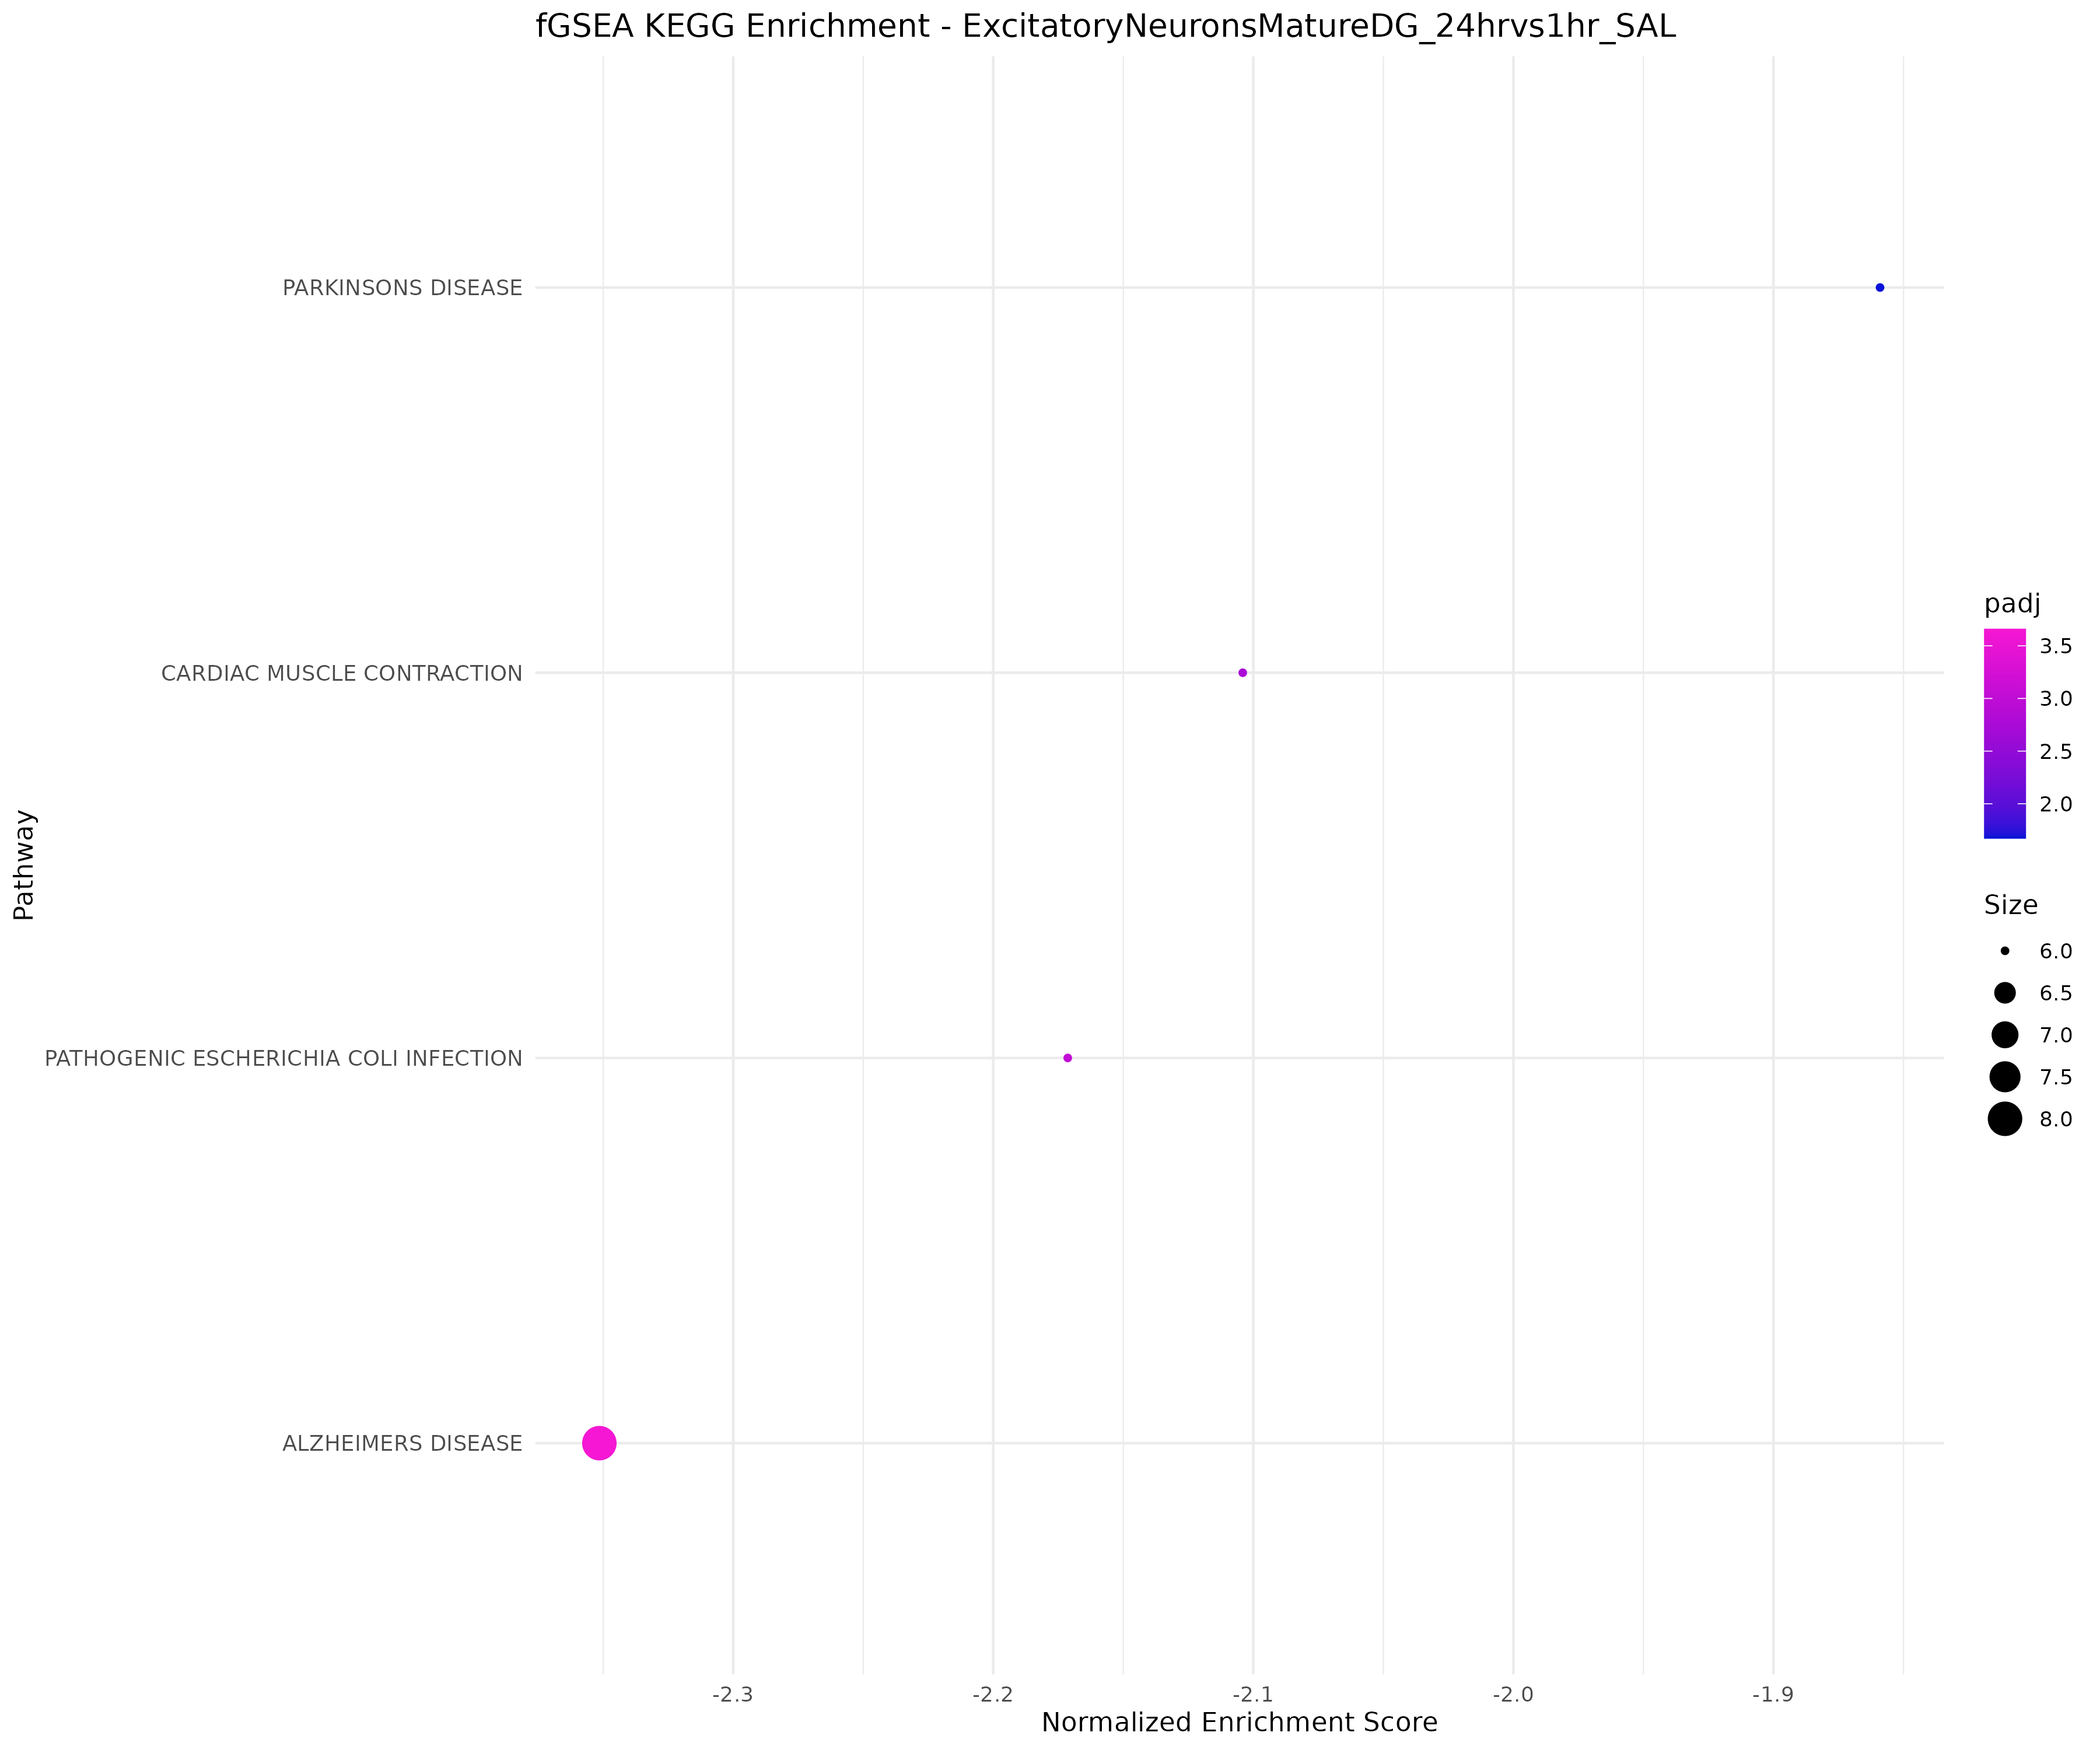 fGSEA KEGG Enrichment - ExcitatoryNeuronsMatureDG_24hrvs1hr_SAL
Pathway
PARKINSONS DISEASE
CARDIAC MUSCLE CONTRACTION
PATHOGENIC ESCHERICHIA COLI INFECTION
ALZHEIMERS DISEASE
-2.3
-2.2
-2.1
-2.0
-1.9
Normalized Enrichment Score
padj
3.5
3.0
2.5
2.0
Size
6.0
6.5
7.0
7.5
8.0